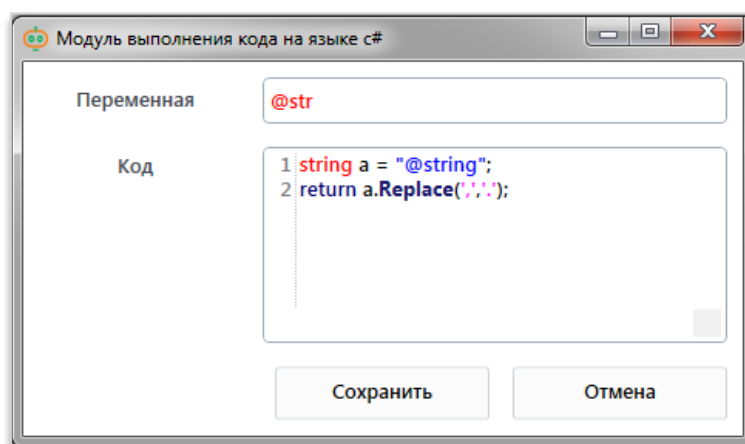 Модуль выполнения кода на языке c#
Переменная
@str
Код
1 string a = "@string";
2 return a.Replace(',','.');
Сохранить
Отмена